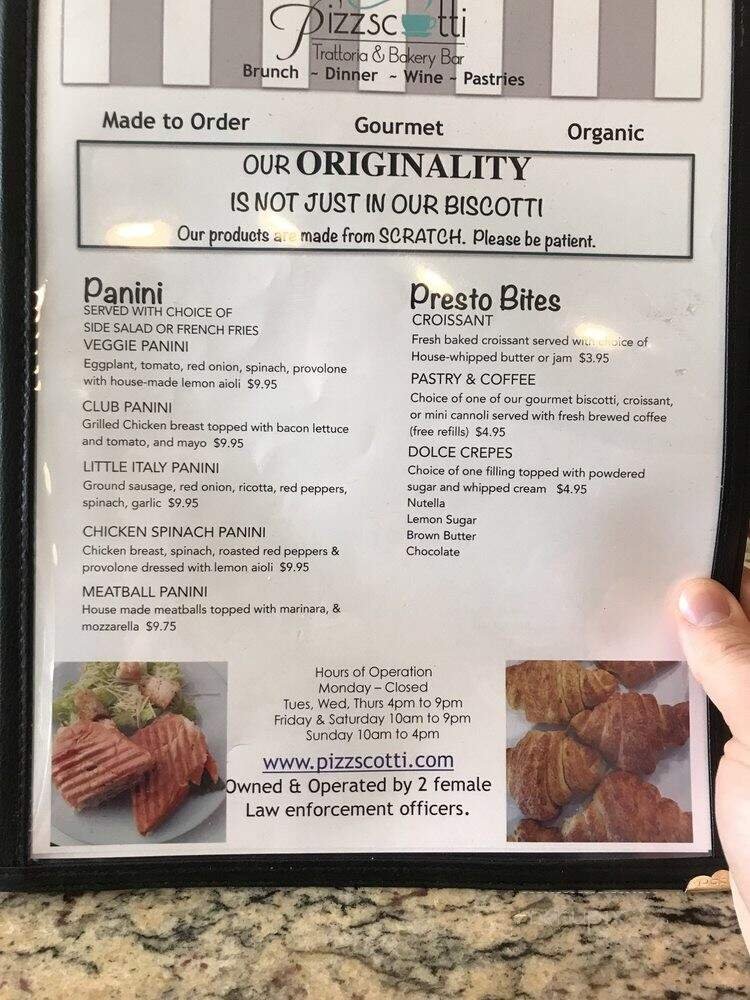 Pizzscotti
Trattoria & Bakery Bar
Brunch ~ Dinner ~ Wine ~ Pastries
Made to Order Gourmet Organic
OUR ORIGINALITY
IS NOT JUST IN OUR BISCOTTI
Our products are made from SCRATCH. Please be patient.
Panini
SERVED WITH CHOICE OF
SIDE SALAD OR FRENCH FRIES
VEGGIE PANINI
Eggplant, tomato, red onion, spinach, provolone
with house-made lemon aioli $9.95
CLUB PANINI
Grilled Chicken breast topped with bacon lettuce
and tomato, and mayo $9.95
LITTLE ITALY PANINI
Ground sausage, red onion, ricotta, red peppers,
spinach, garlic $9.95
CHICKEN SPINACH PANINI
Chicken breast, spinach, roasted red peppers &
provolone dressed with lemon aioli $9.95
MEATBALL PANINI
House made meatballs topped with marinara, &
mozzarella $9.75
Presto Bites
CROISSANT
Fresh baked croissant served with choice of
House-whipped butter or jam $3.95
PASTRY & COFFEE
Choice of one of our gourmet biscotti, croissant,
or mini cannoli served with fresh brewed coffee
(free refills) $4.95
DOLCE CREPES
Choice of one filling topped with powdered
sugar and whipped cream $4.95
Nutella
Lemon Sugar
Brown Butter
Chocolate
Hours of Operation
Monday – Closed
Tues, Wed, Thurs 4pm to 9pm
Friday & Saturday 10am to 9pm
Sunday 10am to 4pm
www.pizzscotti.com
Owned & Operated by 2 female
Law enforcement officers.